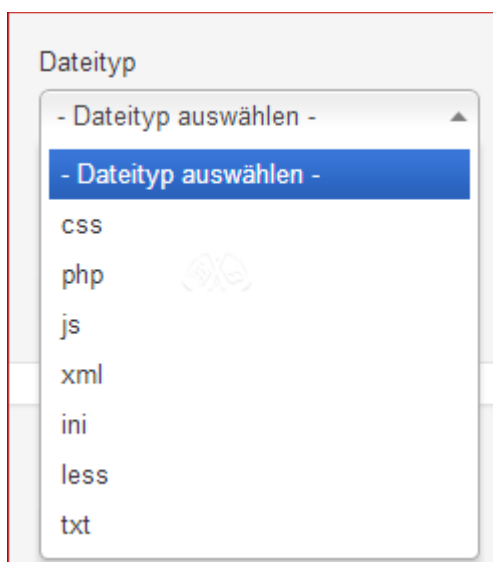 Dateityp
- Dateityp auswählen -
- Dateityp auswählen -
css
php
js
xml
ini
less
txt